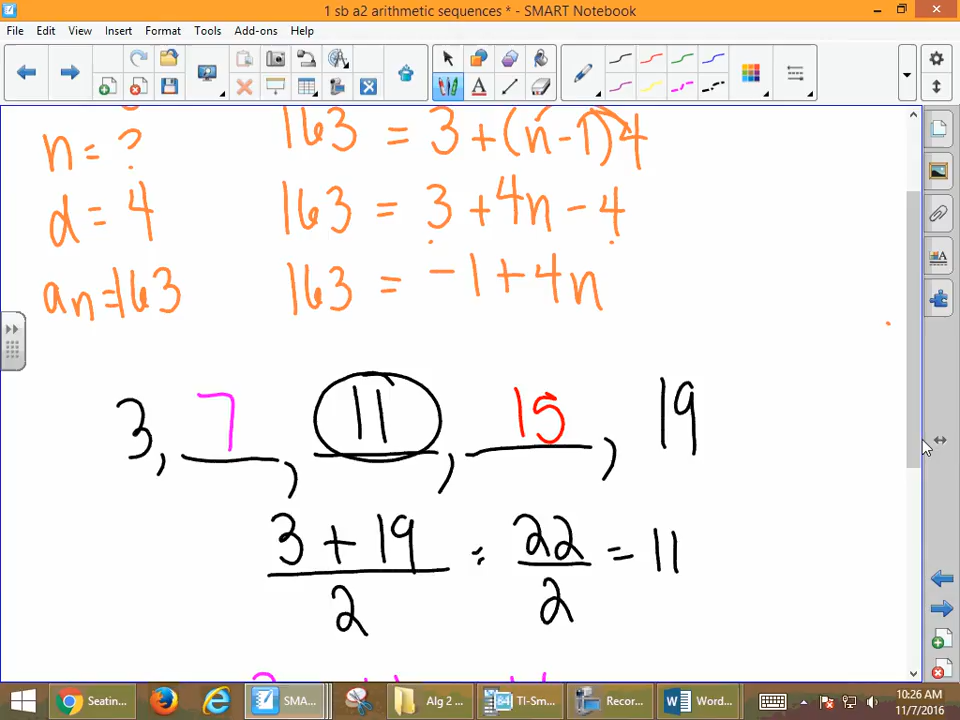 1 sb a2 arithmetic sequences * - SMART Notebook
File Edit View Insert Format Tools Add-ons Help
n = ?
163 = 3 + (n - 1) 4
d = 4
163 = 3 + 4n - 4
an = 163
163 = -1 + 4n
3, 7, 11, 15, 19
3 + 19 / 2 = 22 / 2 = 11
Seatin... SMA... Alg 2 ... TI-Sm... Recor... Word...
10:26 AM
11/7/2016